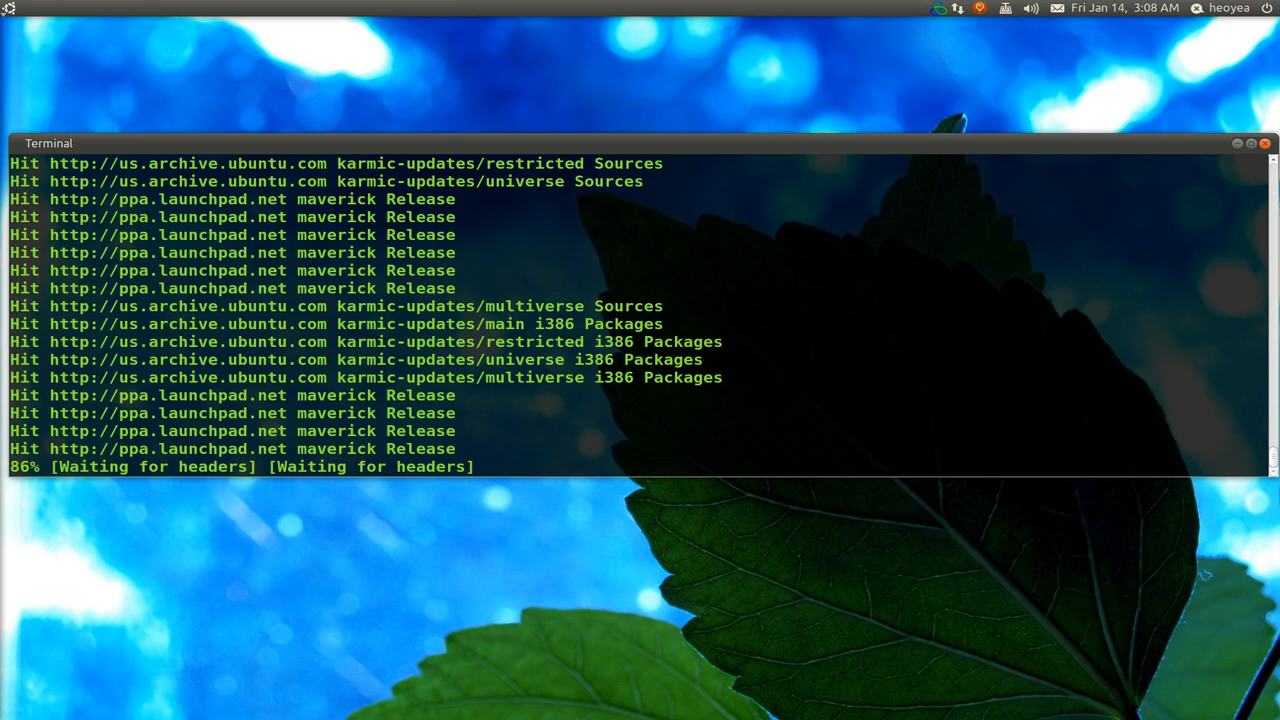 Fri Jan 14, 3:08 AM heoyea
Terminal
Hit http://us.archive.ubuntu.com karmic-updates/restricted Sources
Hit http://us.archive.ubuntu.com karmic-updates/universe Sources
Hit http://ppa.launchpad.net maverick Release
Hit http://ppa.launchpad.net maverick Release
Hit http://ppa.launchpad.net maverick Release
Hit http://ppa.launchpad.net maverick Release
Hit http://ppa.launchpad.net maverick Release
Hit http://ppa.launchpad.net maverick Release
Hit http://us.archive.ubuntu.com karmic-updates/multiverse Sources
Hit http://us.archive.ubuntu.com karmic-updates/main i386 Packages
Hit http://us.archive.ubuntu.com karmic-updates/restricted i386 Packages
Hit http://us.archive.ubuntu.com karmic-updates/universe i386 Packages
Hit http://us.archive.ubuntu.com karmic-updates/multiverse i386 Packages
Hit http://ppa.launchpad.net maverick Release
Hit http://ppa.launchpad.net maverick Release
Hit http://ppa.launchpad.net maverick Release
Hit http://ppa.launchpad.net maverick Release
86% [Waiting for headers] [Waiting for headers]